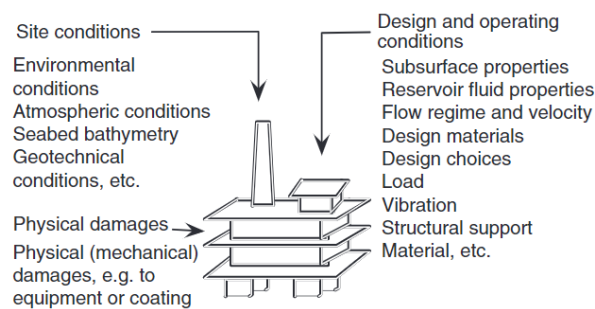 Site conditions
Environmental
conditions
Atmospheric conditions
Seabed bathymetry
Geotechnical
conditions, etc.
Physical damages
Physical (mechanical)
damages, e.g. to
equipment or coating
Design and operating
conditions
Subsurface properties
Reservoir fluid properties
Flow regime and velocity
Design materials
Design choices
Load
Vibration
Structural support
Material, etc.